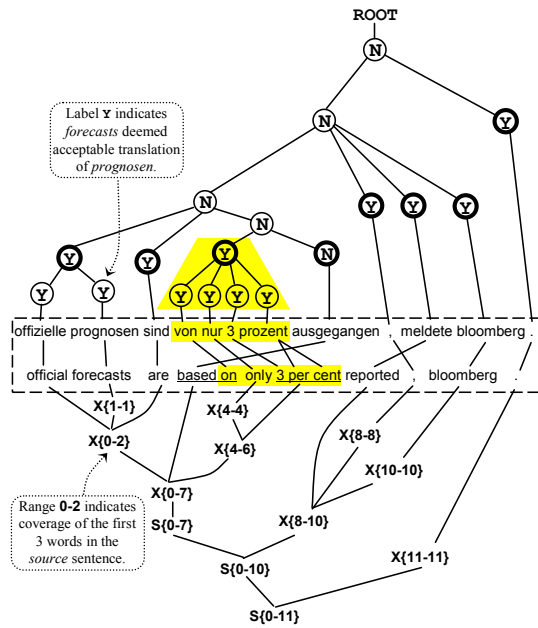 ROOT
N
N
Y
Label Y indicates
forecasts deemed
acceptable translation
of prognosen.
N
Y Y Y
N
Y Y Y N
Y Y Y Y Y Y
offizielle prognosen sind von nur 3 prozent ausgegangen , meldete bloomberg .
official forecasts are based on only 3 per cent reported , bloomberg .
X{1-1} X{4-4}
X{0-2} X{4-6} X{8-8}
X{10-10}
X{0-7}
Range 0-2 indicates
coverage of the first
3 words in the
source sentence.
X{8-10}
S{0-7}
X{11-11}
S{0-10}
S{0-11}